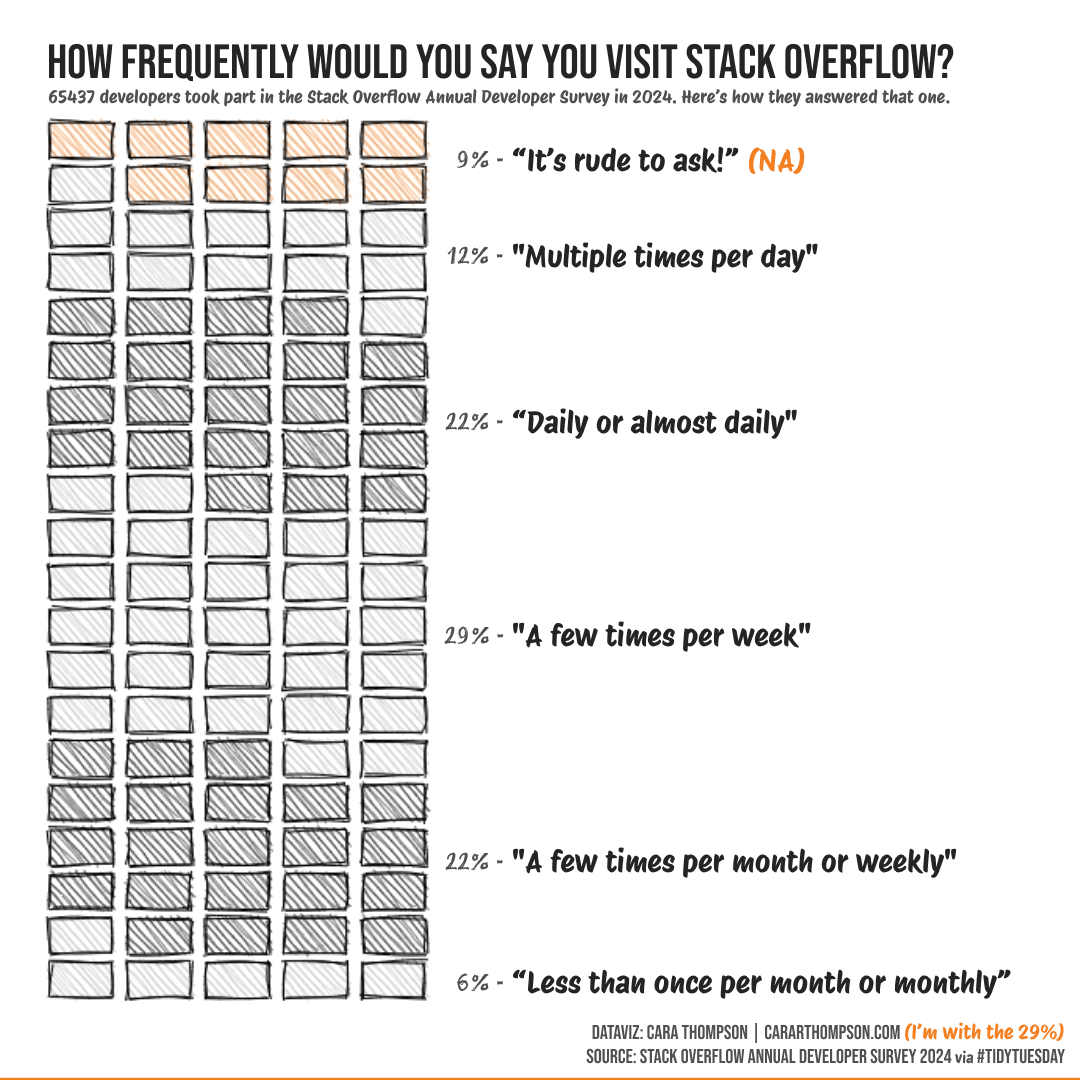 HOW FREQUENTLY WOULD YOU SAY YOU VISIT STACK OVERFLOW?
65437 developers took part in the Stack Overflow Annual Developer Survey in 2024. Here's how they answered that one.
9% - “It's rude to ask!” (NA)
12% - "Multiple times per day"
22% - “Daily or almost daily"
29% - "A few times per week"
22% - "A few times per month or weekly"
6% - “Less than once per month or monthly”
DATAVIZ: CARA THOMPSON | CARARTHOMPSON.COM (I'm with the 29%)
SOURCE: STACK OVERFLOW ANNUAL DEVELOPER SURVEY 2024 via #TIDYTUESDAY